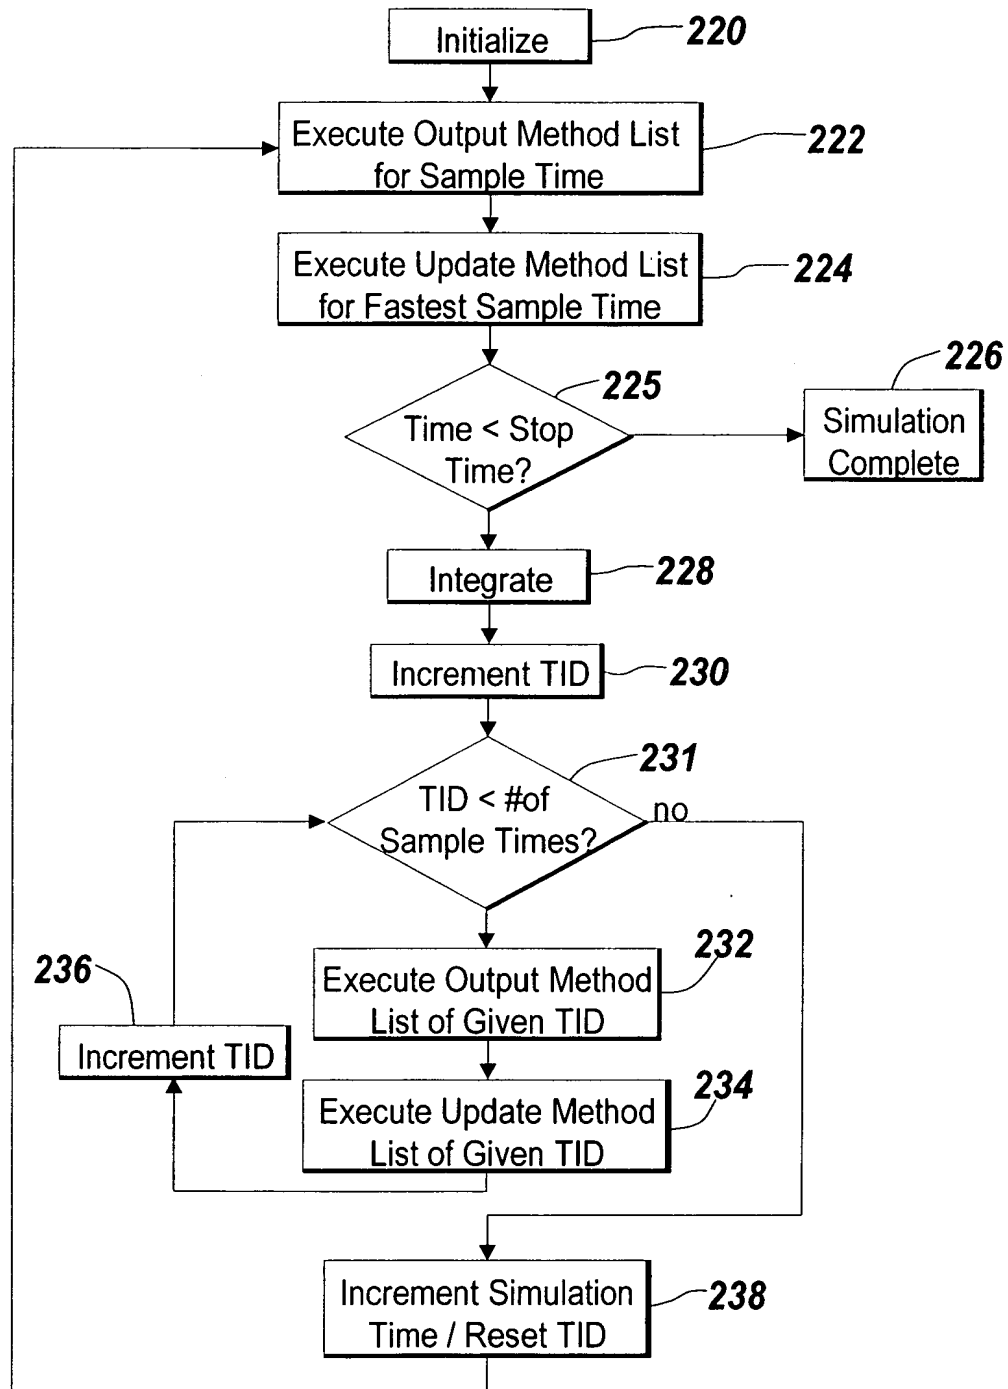 Initialize
220
Execute Output Method List
for Sample Time
222
Execute Update Method List
for Fastest Sample Time
224
Time < Stop
Time?
225
226
Simulation
Complete
Integrate
228
Increment TID
230
TID < #of
Sample Times?
231
no
Execute Output Method
List of Given TID
232
236
Increment TID
Execute Update Method
List of Given TID
234
Increment Simulation
Time / Reset TID
238